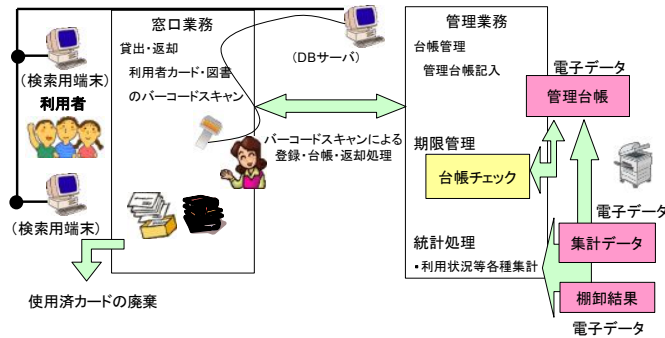 窓口業務
貸出・返却
利用者カード・図書
のバーコードスキャン
(検索用端末)
利用者
(検索用端末)
使用済カードの廃棄
(DBサーバ)
バーコードスキャンによる
登録・台帳・返却処理
管理業務
台帳管理
管理台帳記入
期限管理
台帳チェック
統計処理
・利用状況等各種集計
電子データ
管理台帳
電子データ
集計データ
棚卸結果
電子データ